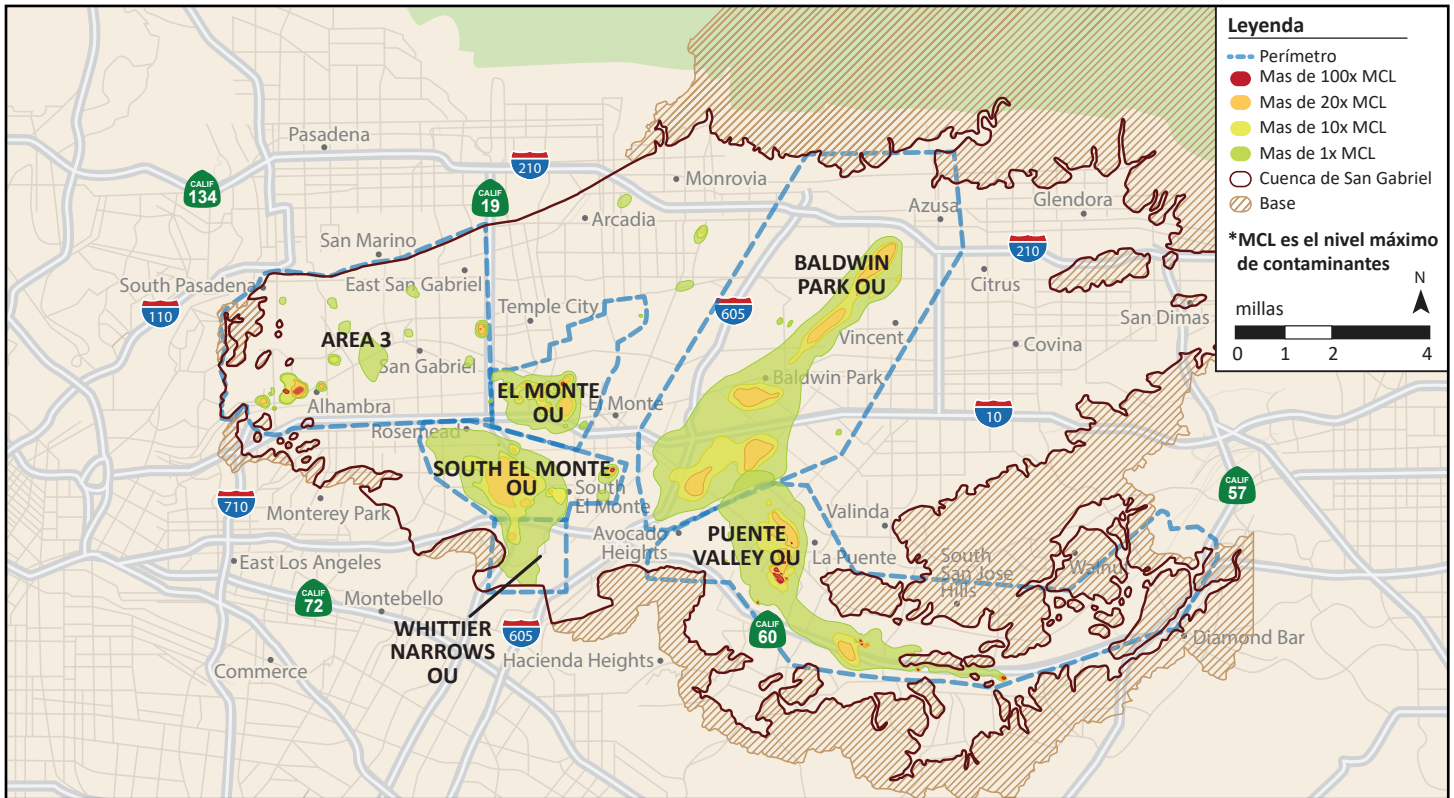 Leyenda
Perímetro
Mas de 100x MCL
Mas de 20x MCL
Mas de 10x MCL
Mas de 1x MCL
Cuenca de San Gabriel
Base
*MCL es el nivel máximo
de contaminantes
N
millas
0 1 2 4
Pasadena
CALIF
134
210
CALIF
19
Monrovia
Arcadia
Azusa
Glendora
San Marino
210
South Pasadena
East San Gabriel
BALDWIN
PARK OU
Citrus
110
Temple City
605
San Dimas
AREA 3
Vincent
Covina
San Gabriel
Baldwin Park
Alhambra
EL MONTE
OU
El Monte
10
Rosemead
SOUTH EL MONTE
OU
South
El Monte
CALIF
57
710
Monterey Park
Avocado
Heights
PUENTE
VALLEY OU
Valinda
La Puente
East Los Angeles
South
San Jose
Hills
Walnut
CALIF
72
Montebello
WHITTIER
NARROWS
OU
605
CALIF
60
Diamond Bar
Commerce
Hacienda Heights